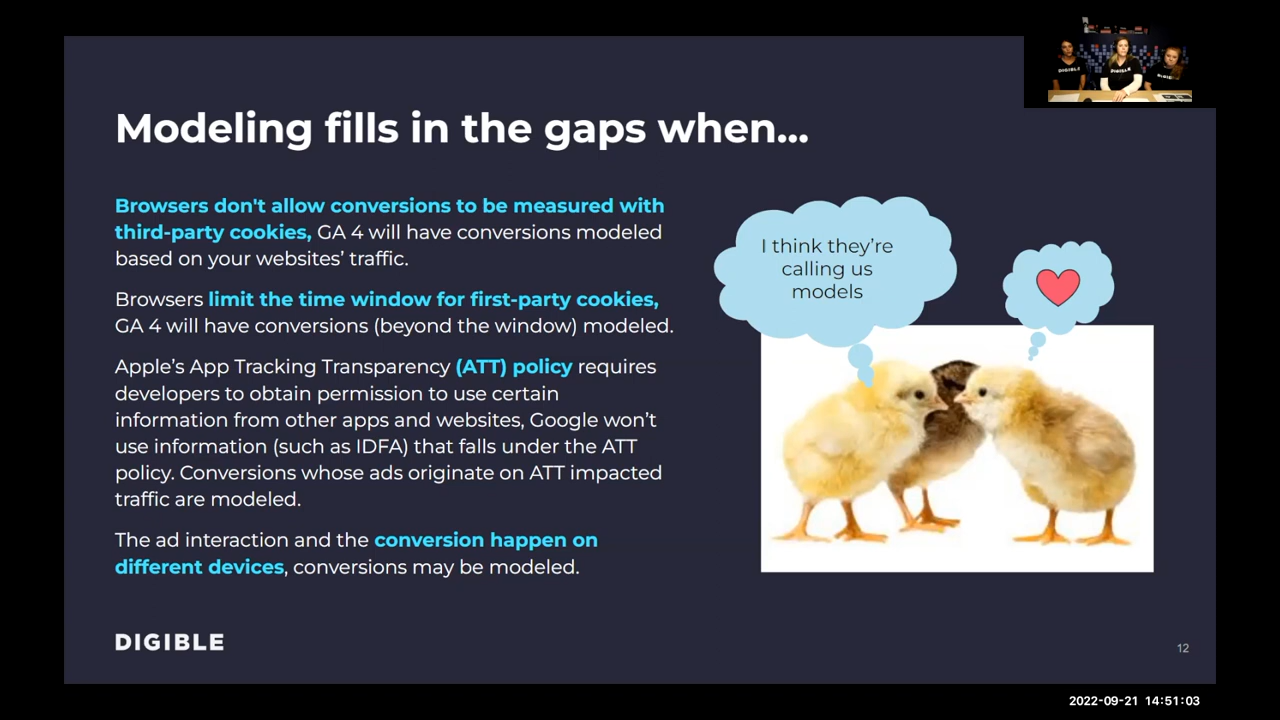 Modeling fills in the gaps when...
Browsers don't allow conversions to be measured with
third-party cookies, GA 4 will have conversions modeled
based on your websites’ traffic.
Browsers limit the time window for first-party cookies,
GA 4 will have conversions (beyond the window) modeled.
Apple’s App Tracking Transparency (ATT) policy requires
developers to obtain permission to use certain
information from other apps and websites, Google won’t
use information (such as IDFA) that falls under the ATT
policy. Conversions whose ads originate on ATT impacted
traffic are modeled.
The ad interaction and the conversion happen on
different devices, conversions may be modeled.
I think they’re
calling us
models
DIGIBLE
12
DIGIBLE
DIGIBLE
DIGIBLE
2022-09-21 14:51:03